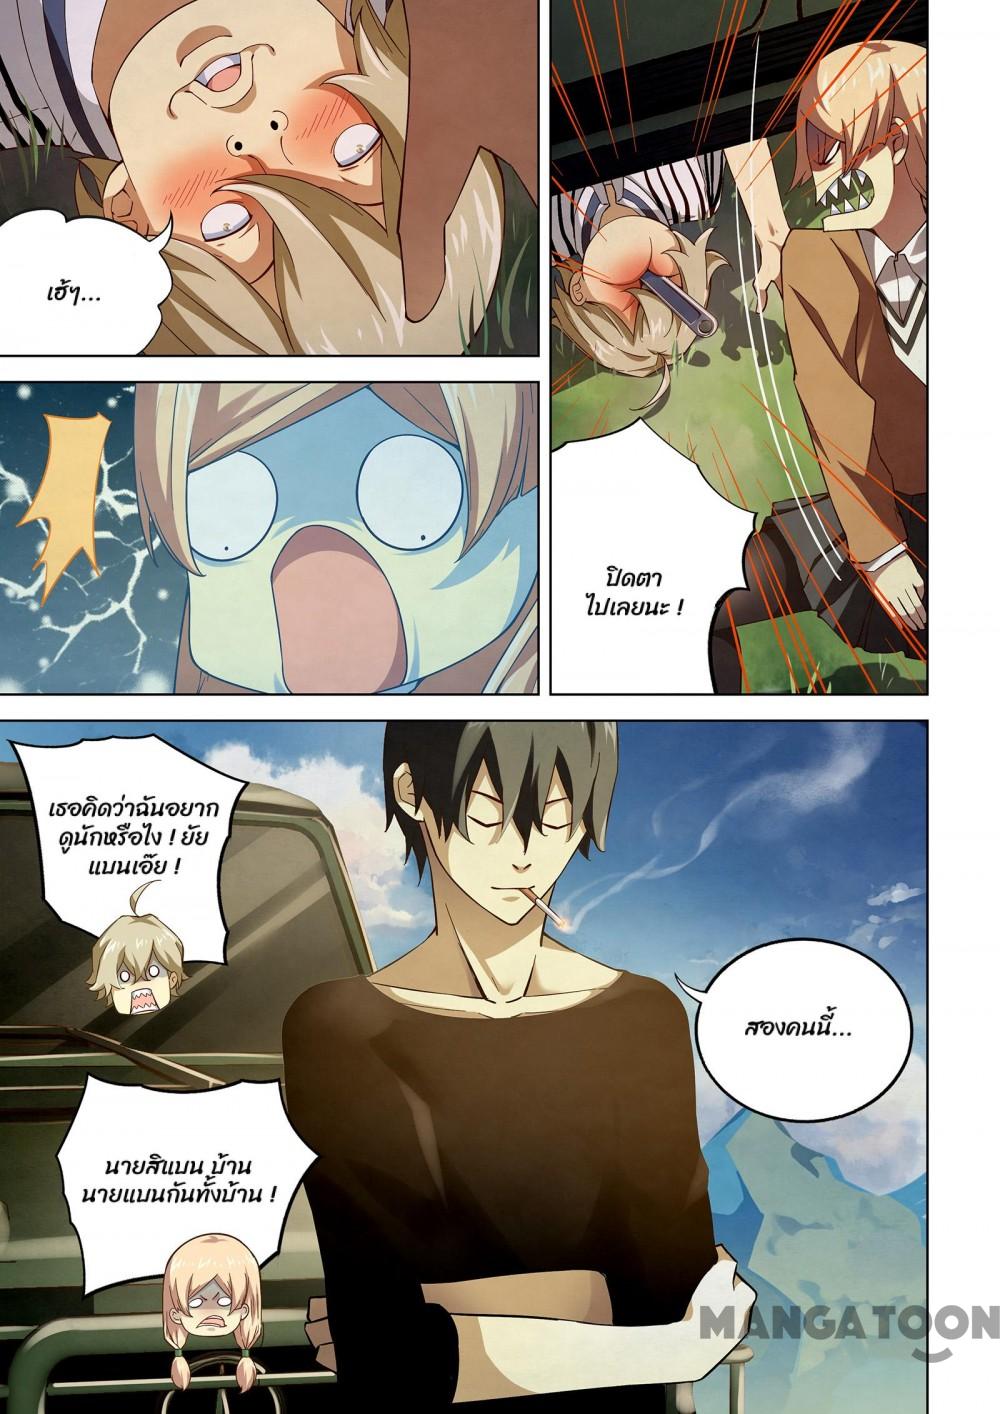 เฮ้ๆ...
ปิดตา
ไปเลยนะ !
เธอคิดว่าฉันอยาก
ดูนักหรือไง ! ยัย
แบนเอ๊ย !
สองคนนี้...
นายสิแบน บ้าน
นายแบนกันทั้งบ้าน !
MANGATOON